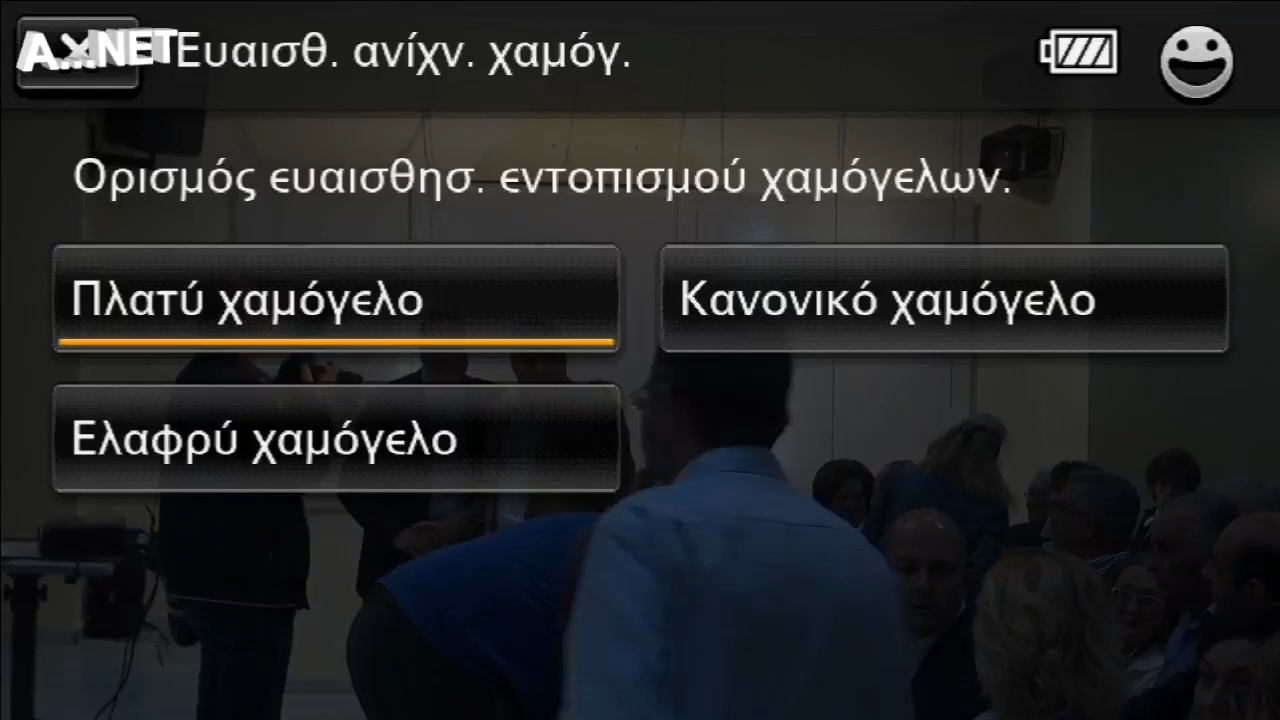 A...NET
Ευαισθ. ανίχν. χαμόγ.
Ορισμός ευαισθησ. εντοπισμού χαμόγελων.
Πλατύ χαμόγελο
Κανονικό χαμόγελο
Ελαφρύ χαμόγελο